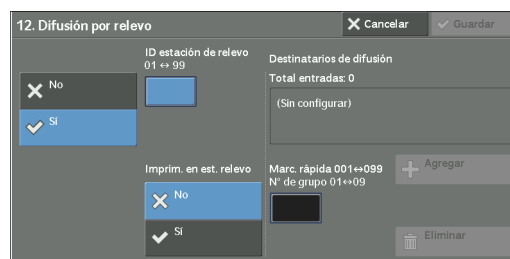 12. Difusión por relevo
Cancelar
Guardar
ID estación de relevo
01 ↔ 99
No
Sí
Destinatarios de difusión
Total entradas: 0
(Sin configurar)
Imprim. en est. relevo
No
Sí
Marc. rápida 001↔099
N° de grupo 01↔09
Agregar
Eliminar